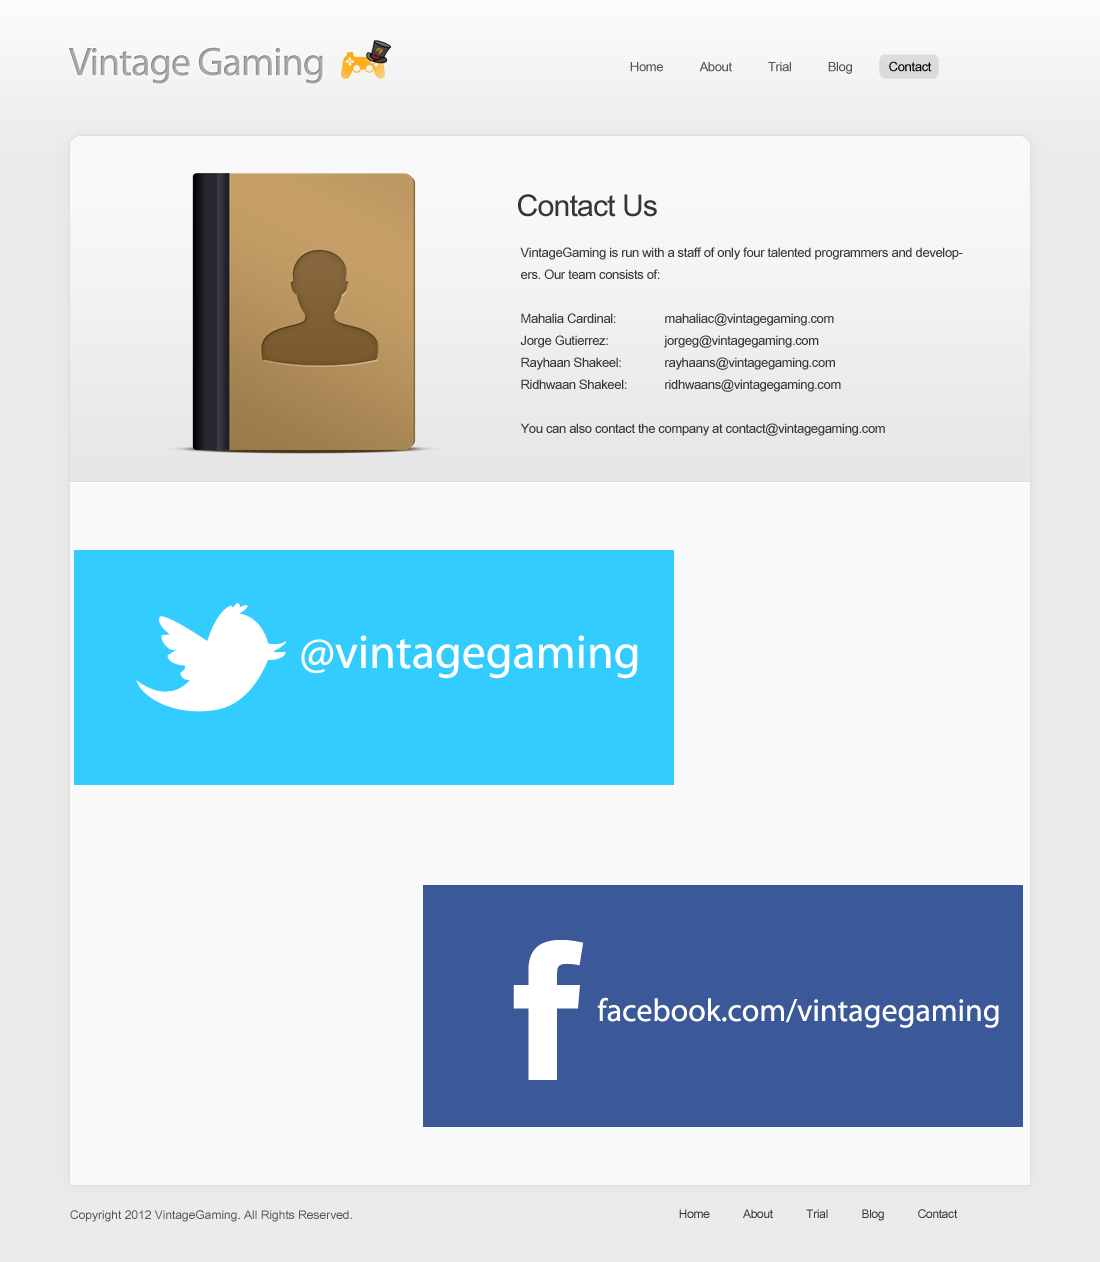 Vintage Gaming
Home About Trial Blog Contact
Contact Us
VintageGaming is run with a staff of only four talented programmers and develop-
ers. Our team consists of:
Mahalia Cardinal: mahaliac@vintagegaming.com
Jorge Gutierrez: jorgeg@vintagegaming.com
Rayhaan Shakeel: rayhaans@vintagegaming.com
Ridhwaan Shakeel: ridhwaans@vintagegaming.com
You can also contact the company at contact@vintagegaming.com
@vintagegaming
facebook.com/vintagegaming
Copyright 2012 VintageGaming. All Rights Reserved.
Home About Trial Blog Contact